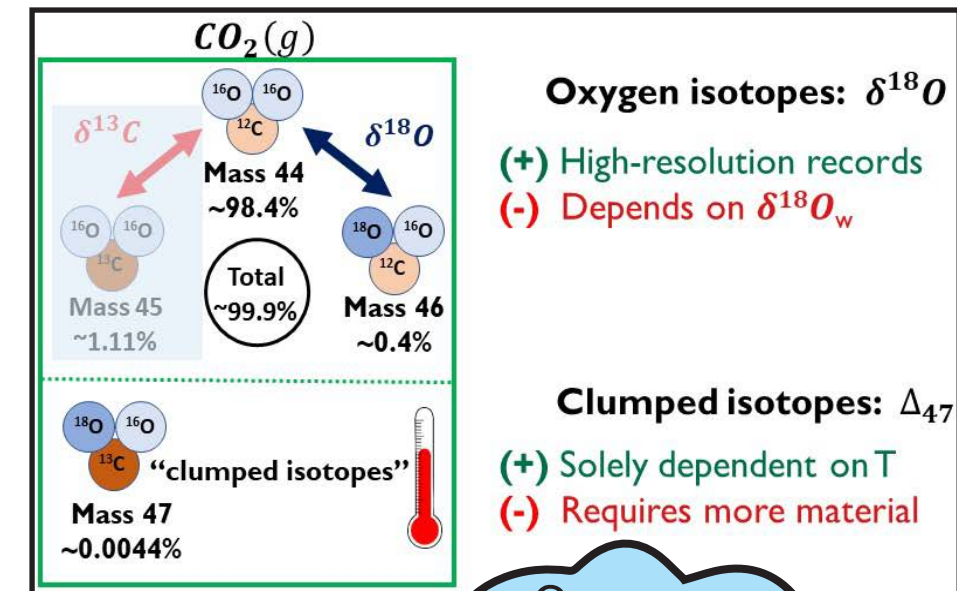 CO₂(g)
¹⁶O ¹⁶O
¹²C
δ¹³C
δ¹⁸O
Mass 44
~98.4%
¹⁶O ¹⁶O
¹³C
Mass 45
~1.11%
Total
~99.9%
¹⁸O ¹⁶O
¹²C
Mass 46
~0.4%
¹⁸O ¹⁶O
¹³C
"clumped isotopes"
Mass 47
~0.0044%
Oxygen isotopes: δ¹⁸O
(+) High-resolution records
(-) Depends on δ¹⁸O_w
Clumped isotopes: Δ₄₇
(+) Solely dependent on T
(-) Requires more material